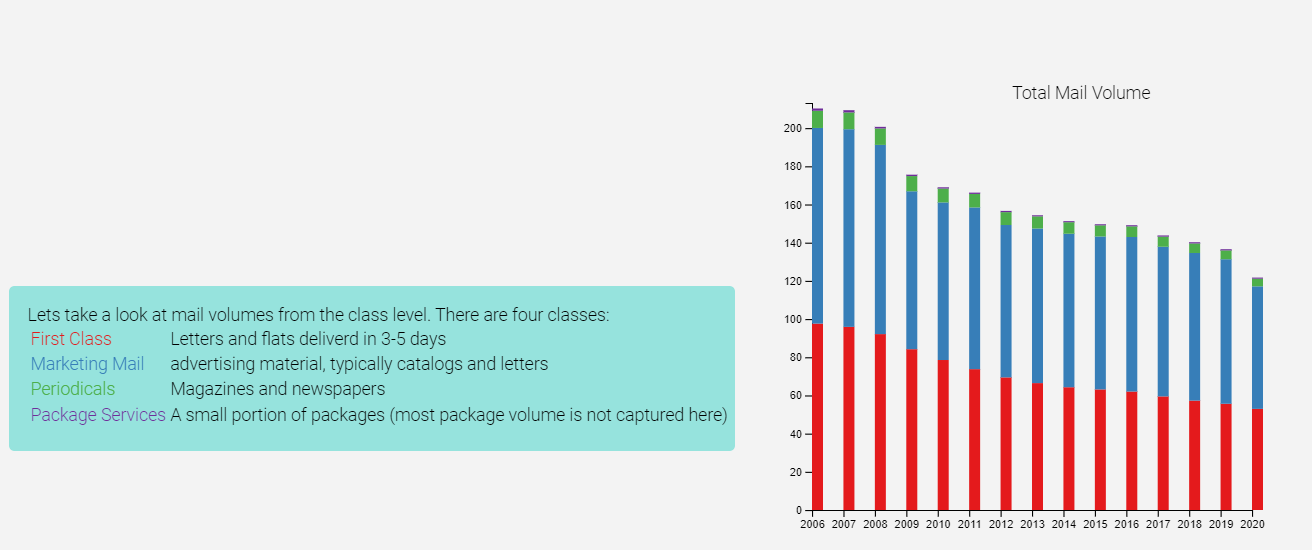 Lets take a look at mail volumes from the class level. There are four classes:
First Class Letters and flats deliverd in 3-5 days
Marketing Mail advertising material, typically catalogs and letters
Periodicals Magazines and newspapers
Package Services A small portion of packages (most package volume is not captured here)
Total Mail Volume
200
180
160
140
120
100
80
60
40
20
0
2006 2007 2008 2009 2010 2011 2012 2013 2014 2015 2016 2017 2018 2019 2020